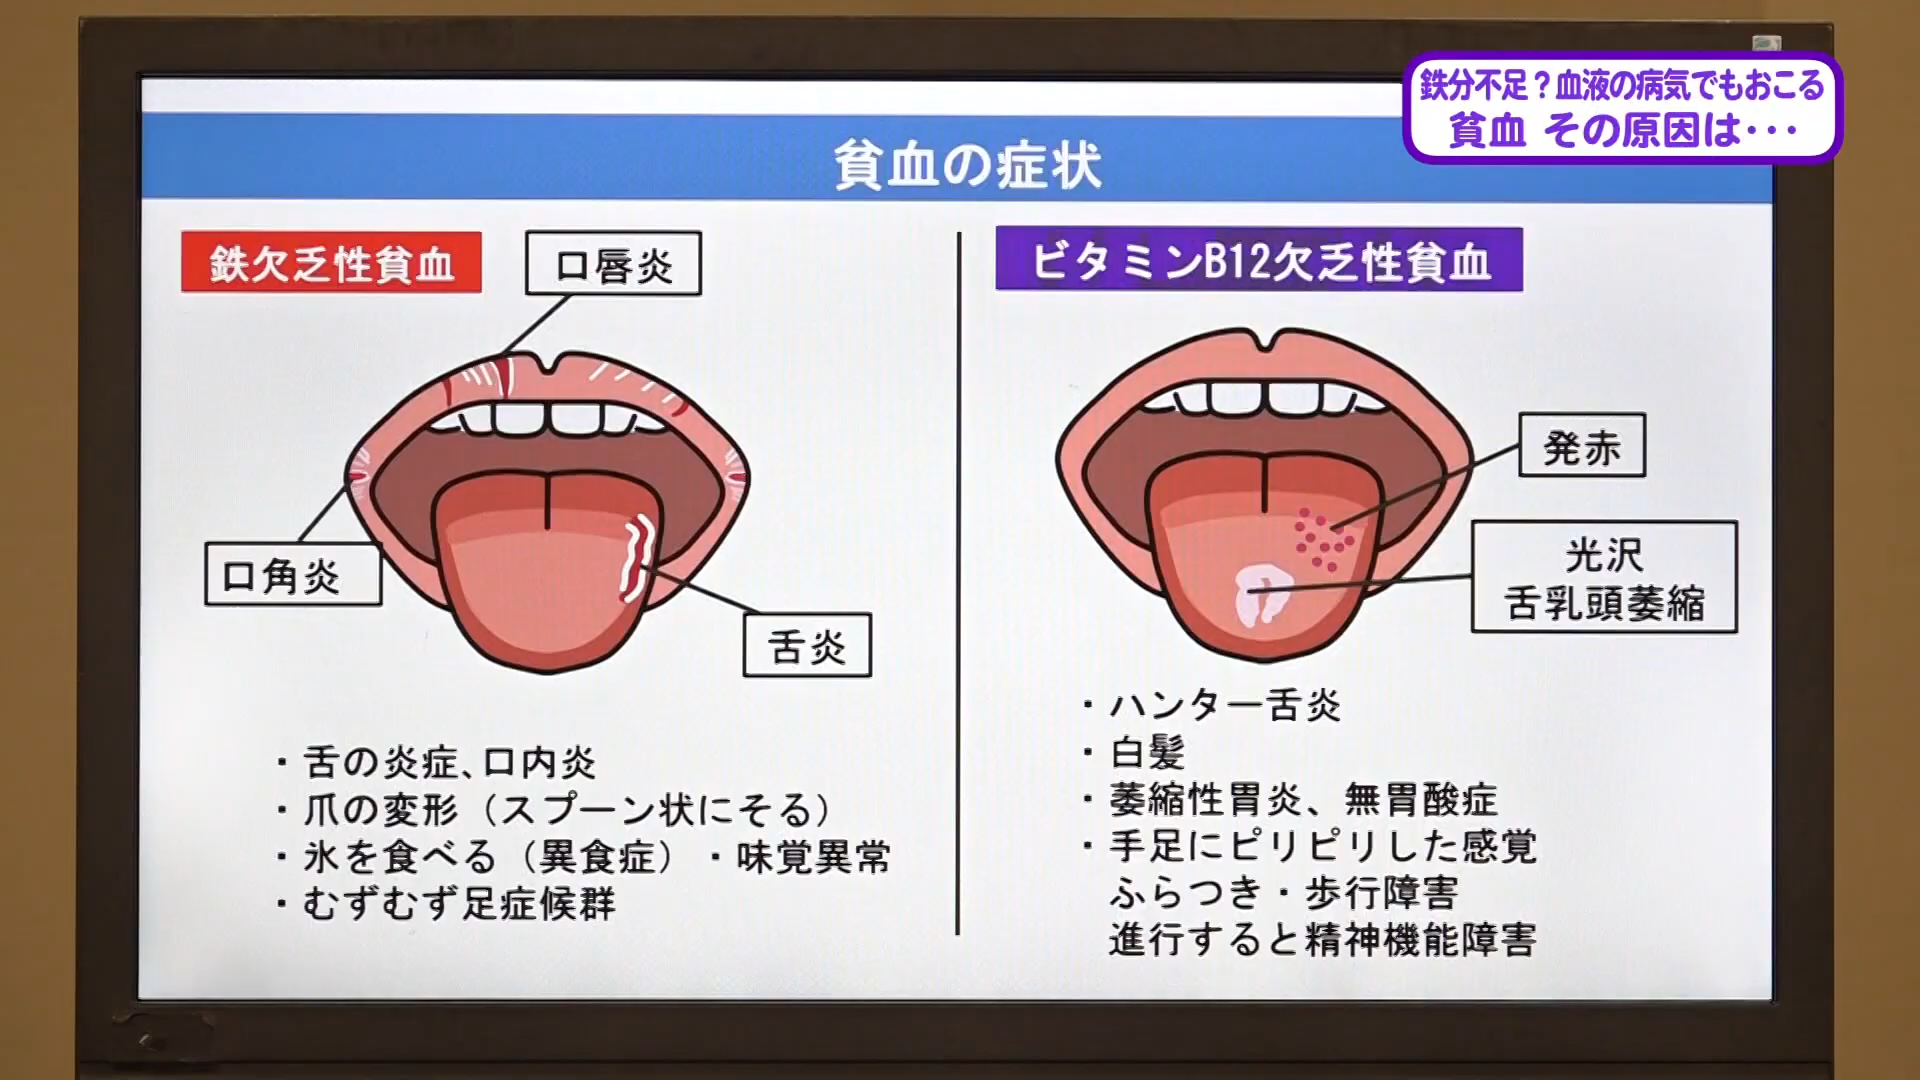 鉄分不足？血液の病気でもおこる
貧血 その原因は・・・
貧血の症状
鉄欠乏性貧血
口唇炎
口角炎
舌炎
・舌の炎症、口内炎
・爪の変形（スプーン状にそる）
・氷を食べる（異食症）・味覚異常
・むずむず足症候群
ビタミンB12欠乏性貧血
発赤
光沢
舌乳頭萎縮
・ハンター舌炎
・白髪
・萎縮性胃炎、無胃酸症
・手足にピリピリした感覚
ふらつき・歩行障害
進行すると精神機能障害